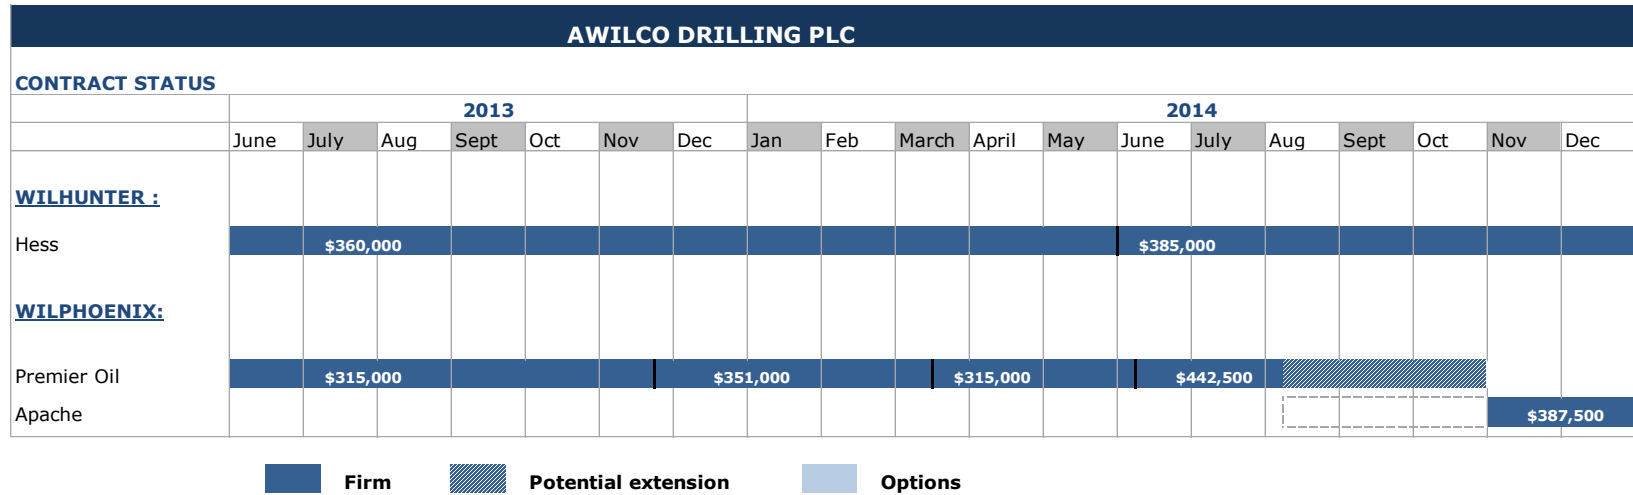 AWILCO DRILLING PLC
CONTRACT STATUS
2013 2014
June July Aug Sept Oct Nov Dec Jan Feb March April May June July Aug Sept Oct Nov Dec
WILHUNTER :
Hess $360,000 $385,000
WILPHOENIX:
Premier Oil $315,000 $351,000 $315,000 $442,500
Apache $387,500
Firm Potential extension Options